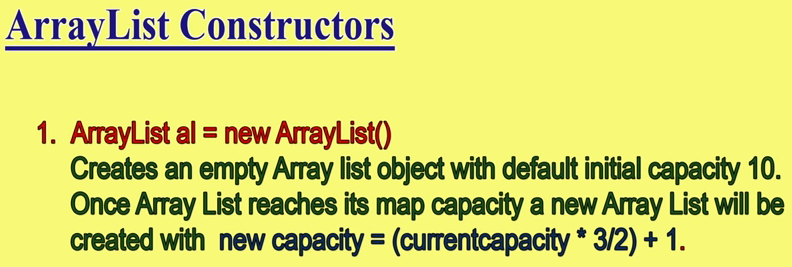 ArrayList Constructors
1. ArrayList al = new ArrayList()
Creates an empty Array list object with default initial capacity 10.
Once Array List reaches its map capacity a new Array List will be
created with new capacity = (currentcapacity * 3/2) + 1.